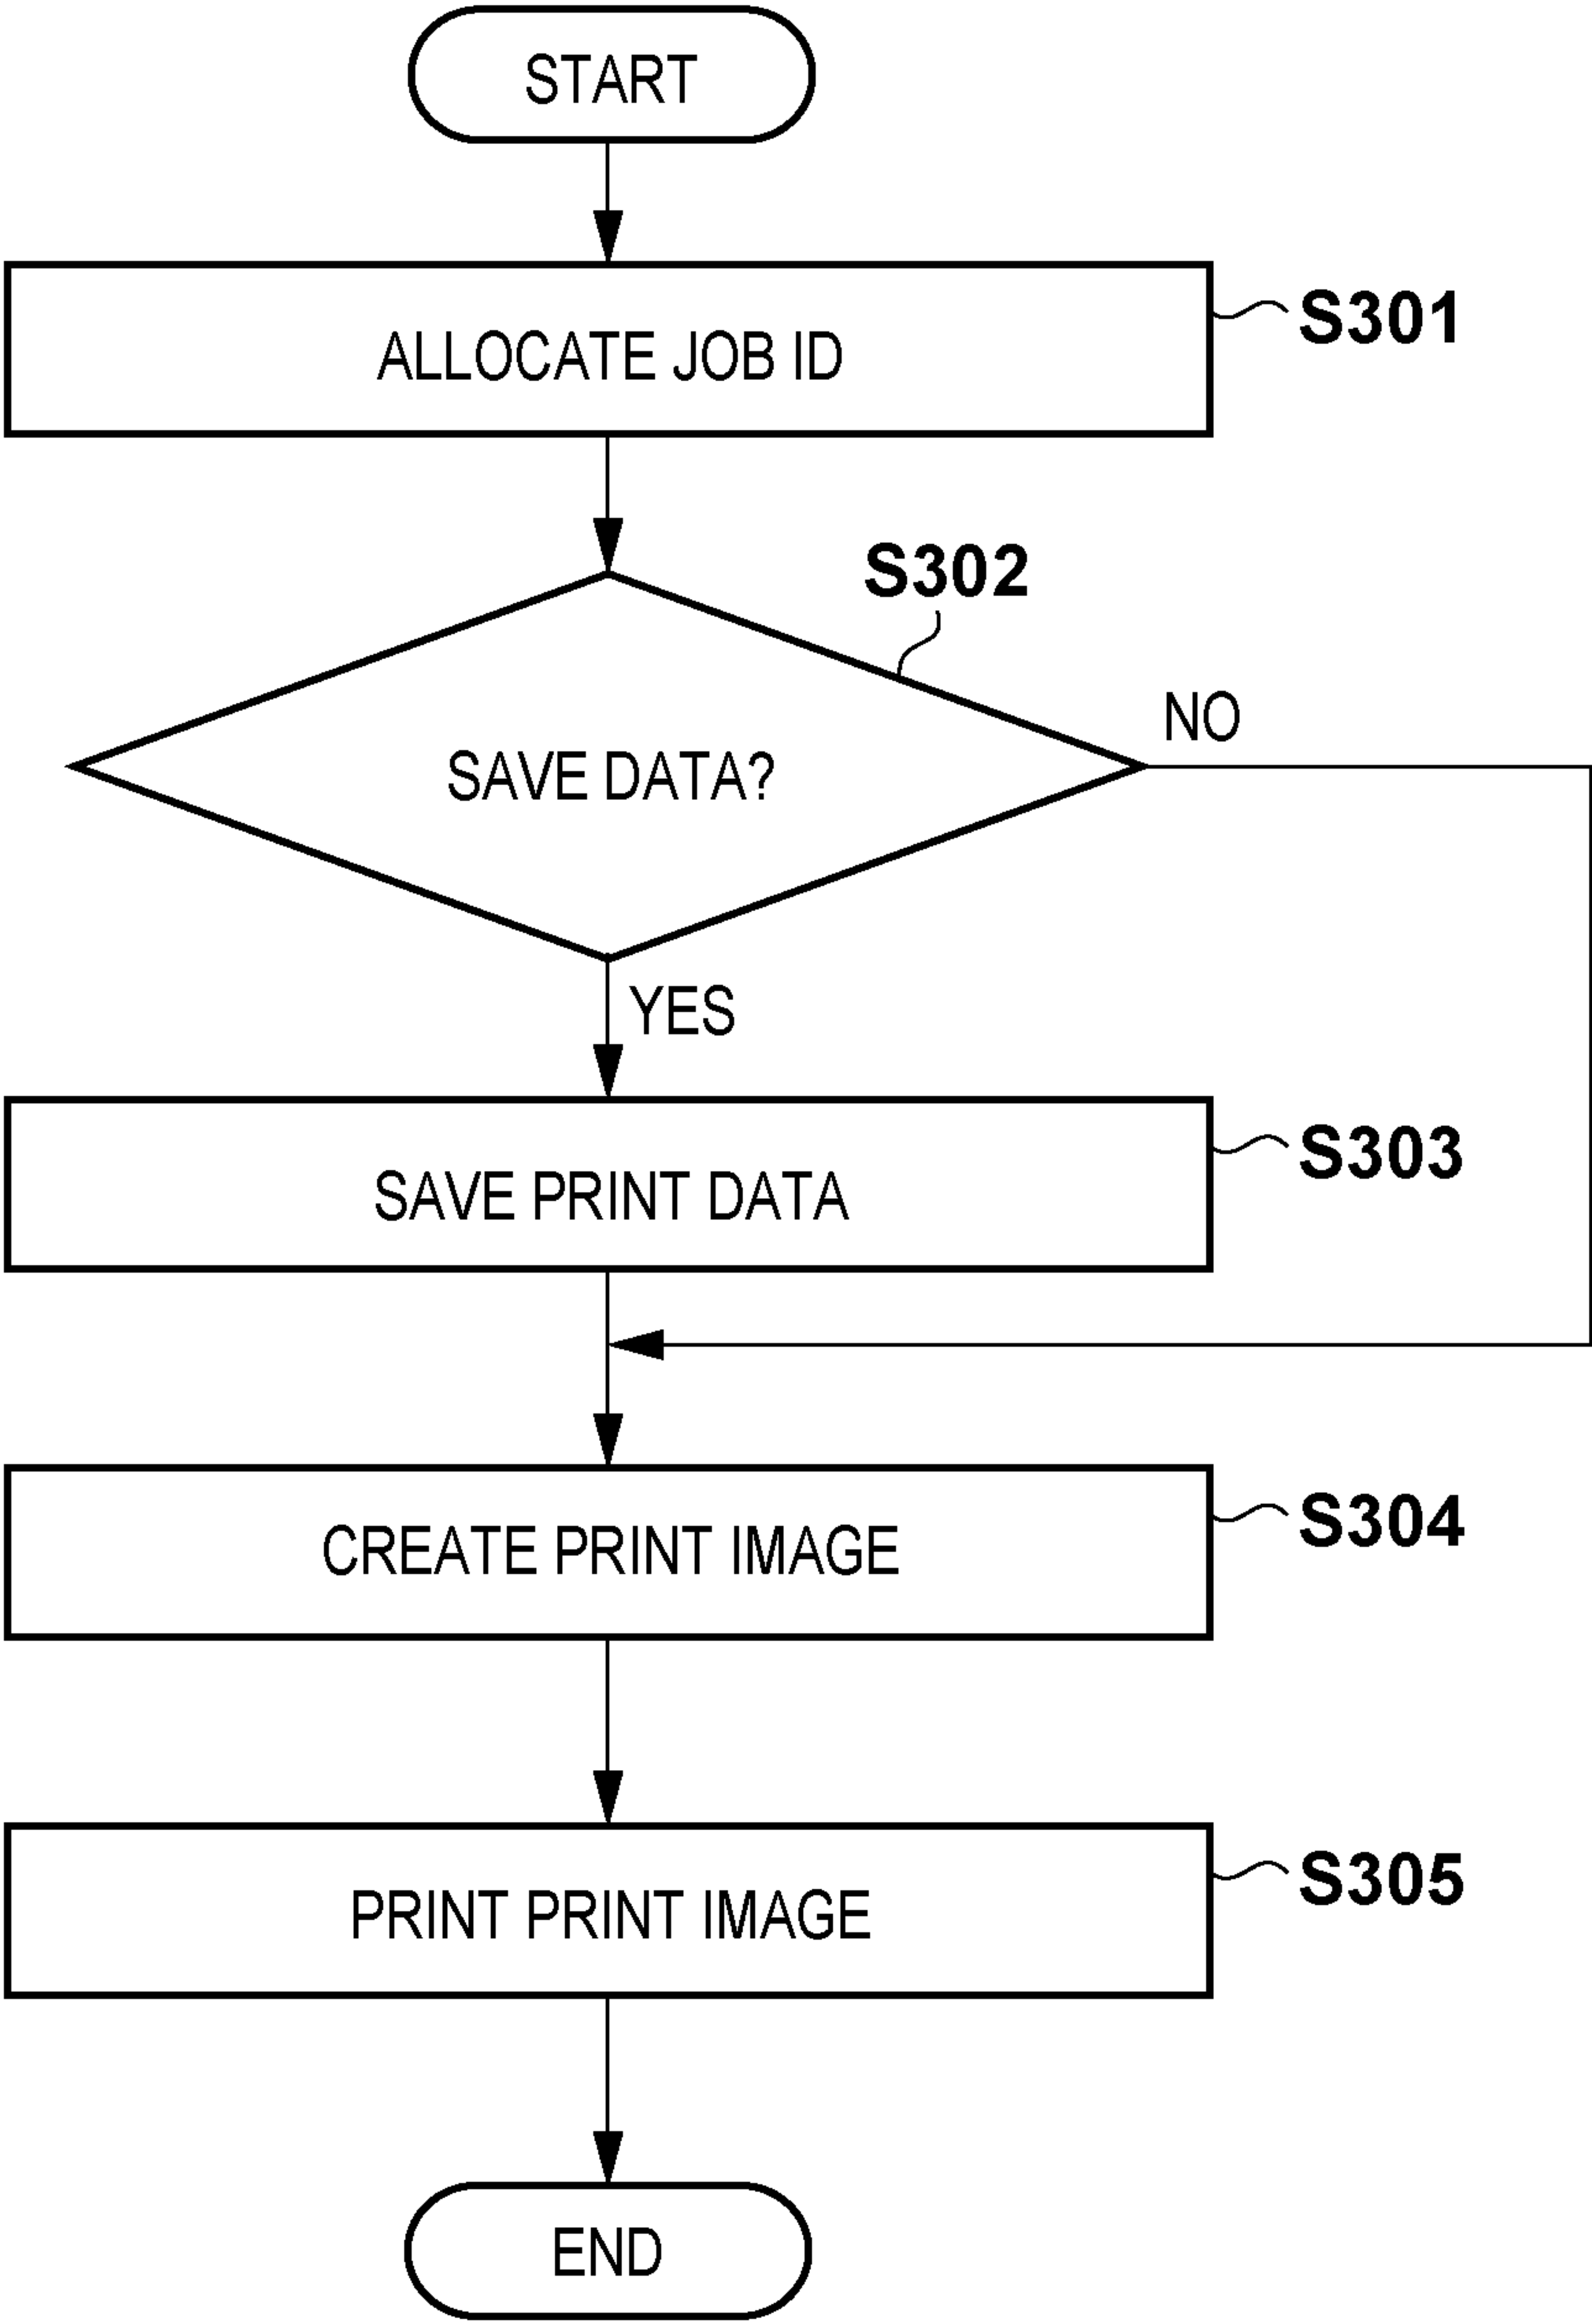 START
ALLOCATE JOB ID
S301
S302
SAVE DATA?
NO
YES
SAVE PRINT DATA
S303
CREATE PRINT IMAGE
S304
PRINT PRINT IMAGE
S305
END